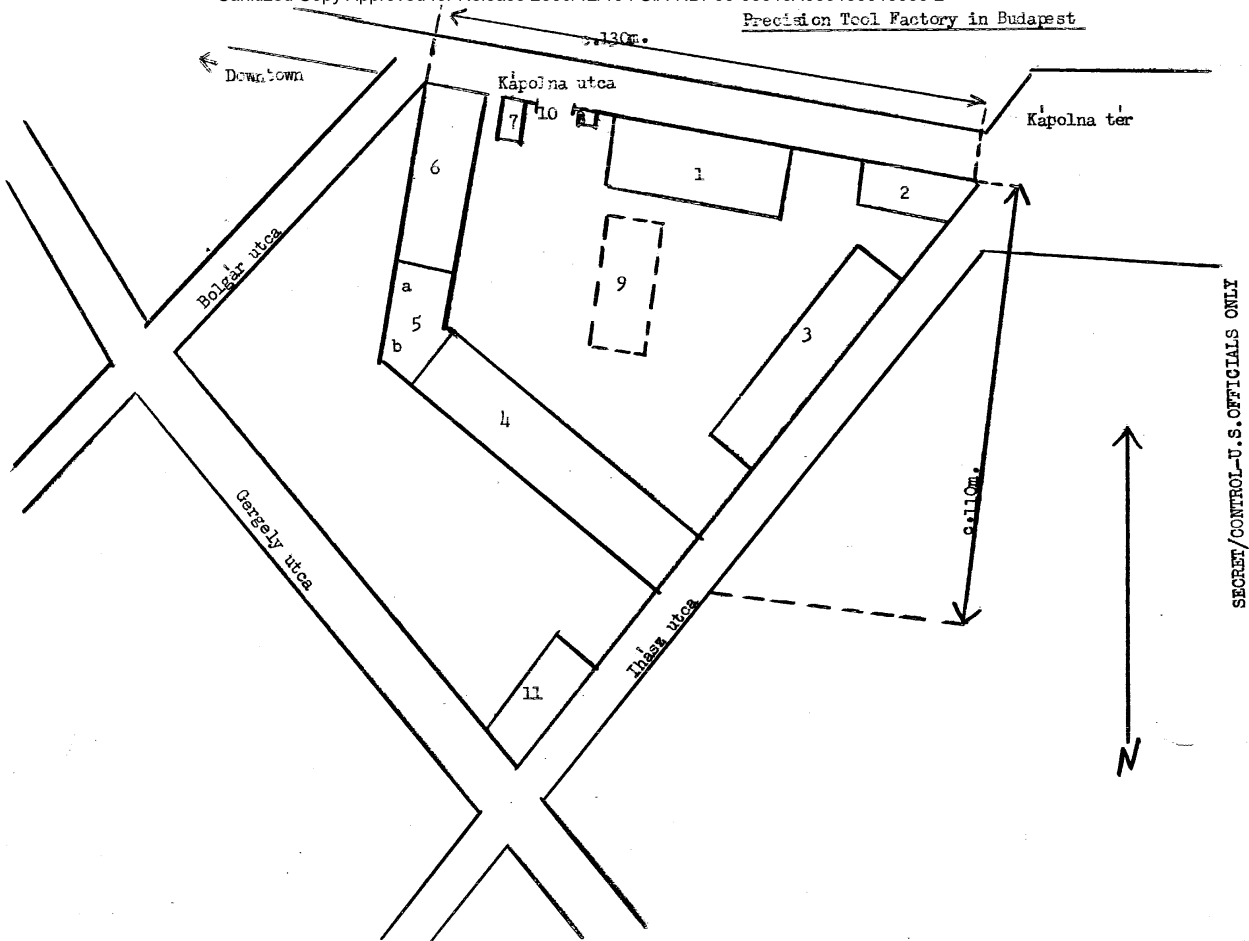 Precision Tool Factory in Budapest
c.130m.
Downtown
Kápolna utca
Kápolna tér
7
10
6
1
2
9
3
a
5
b
4
Bolgár utca
Gergely utca
Ihász utca
c.110m.
11
N
SECRET/CONTROL-U.S.OFFICIALS ONLY